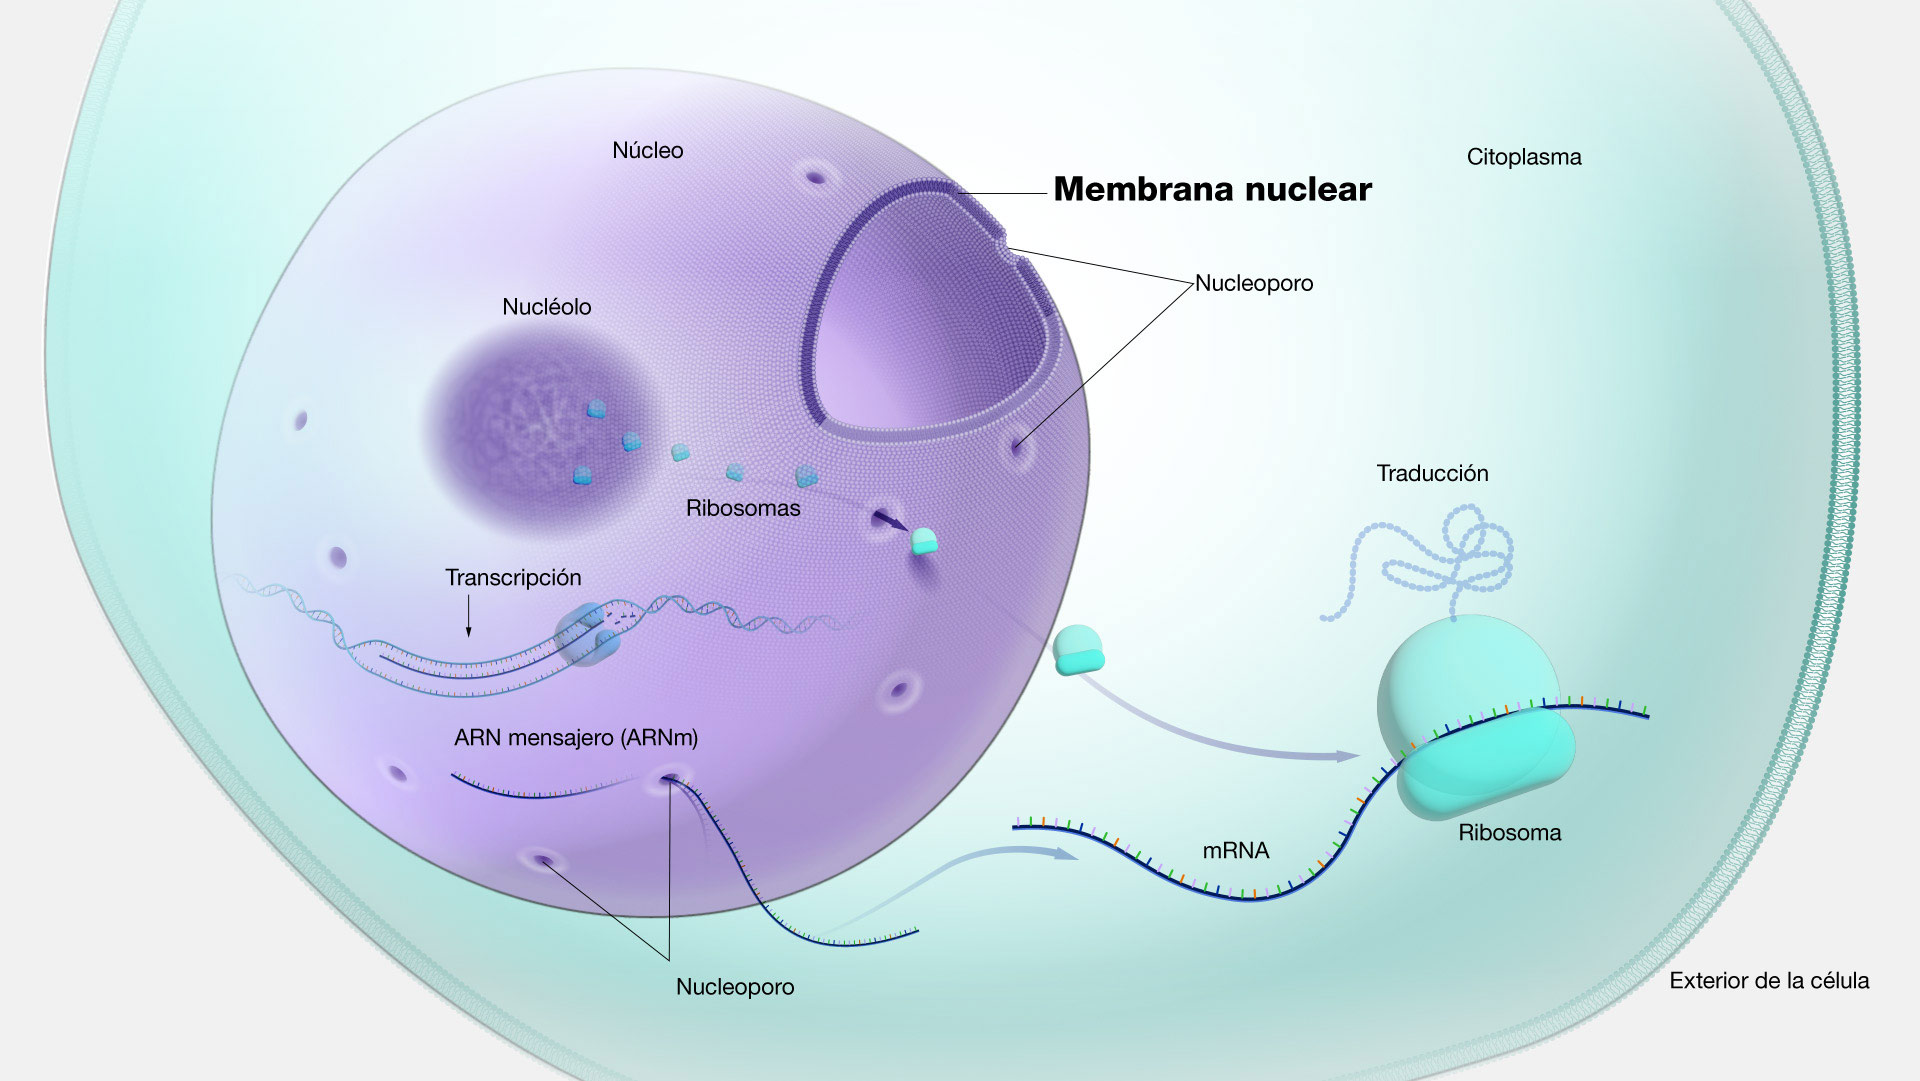 Núcleo
Citoplasma
Membrana nuclear
Nucleoporo
Nucléolo
Traducción
Ribosomas
Transcripción
ARN mensajero (ARNm)
Ribosoma
mRNA
Exterior de la célula
Nucleoporo